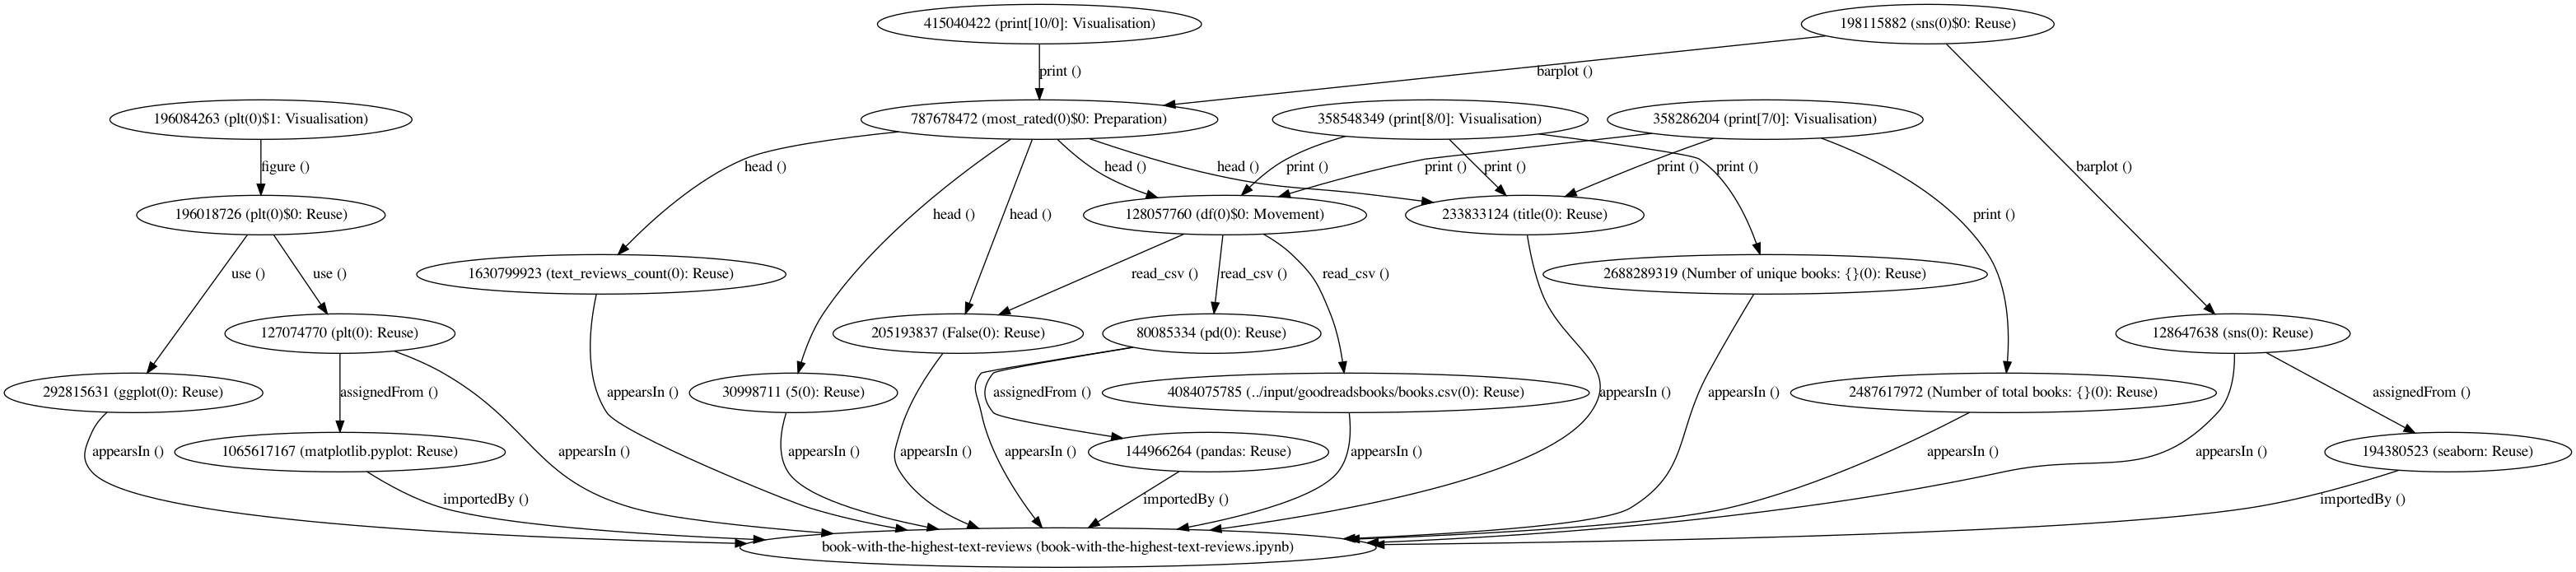 415040422 (print[10/0]: Visualisation)
198115882 (sns(0)$0: Reuse)
print ()
barplot ()
196084263 (plt(0)$1: Visualisation)
787678472 (most_rated(0)$0: Preparation)
358548349 (print[8/0]: Visualisation)
358286204 (print[7/0]: Visualisation)
figure ()
head ()
head ()
head ()
print ()
print ()
print ()
print ()
print ()
barplot ()
196018726 (plt(0)$0: Reuse)
head ()
head ()
128057760 (df(0)$0: Movement)
233833124 (title(0): Reuse)
print ()
use ()
use ()
1630799923 (text_reviews_count(0): Reuse)
read_csv ()
read_csv ()
read_csv ()
2688289319 (Number of unique books: {}(0): Reuse)
127074770 (plt(0): Reuse)
205193837 (False(0): Reuse)
80085334 (pd(0): Reuse)
128647638 (sns(0): Reuse)
292815631 (ggplot(0): Reuse)
assignedFrom ()
appearsIn ()
30998711 (5(0): Reuse)
assignedFrom ()
4084075785 (../input/goodreadsbooks/books.csv(0): Reuse)
appearsIn ()
appearsIn ()
2487617972 (Number of total books: {}(0): Reuse)
assignedFrom ()
appearsIn ()
1065617167 (matplotlib.pyplot: Reuse)
appearsIn ()
appearsIn ()
appearsIn ()
appearsIn ()
144966264 (pandas: Reuse)
appearsIn ()
appearsIn ()
appearsIn ()
194380523 (seaborn: Reuse)
importedBy ()
importedBy ()
importedBy ()
book-with-the-highest-text-reviews (book-with-the-highest-text-reviews.ipynb)